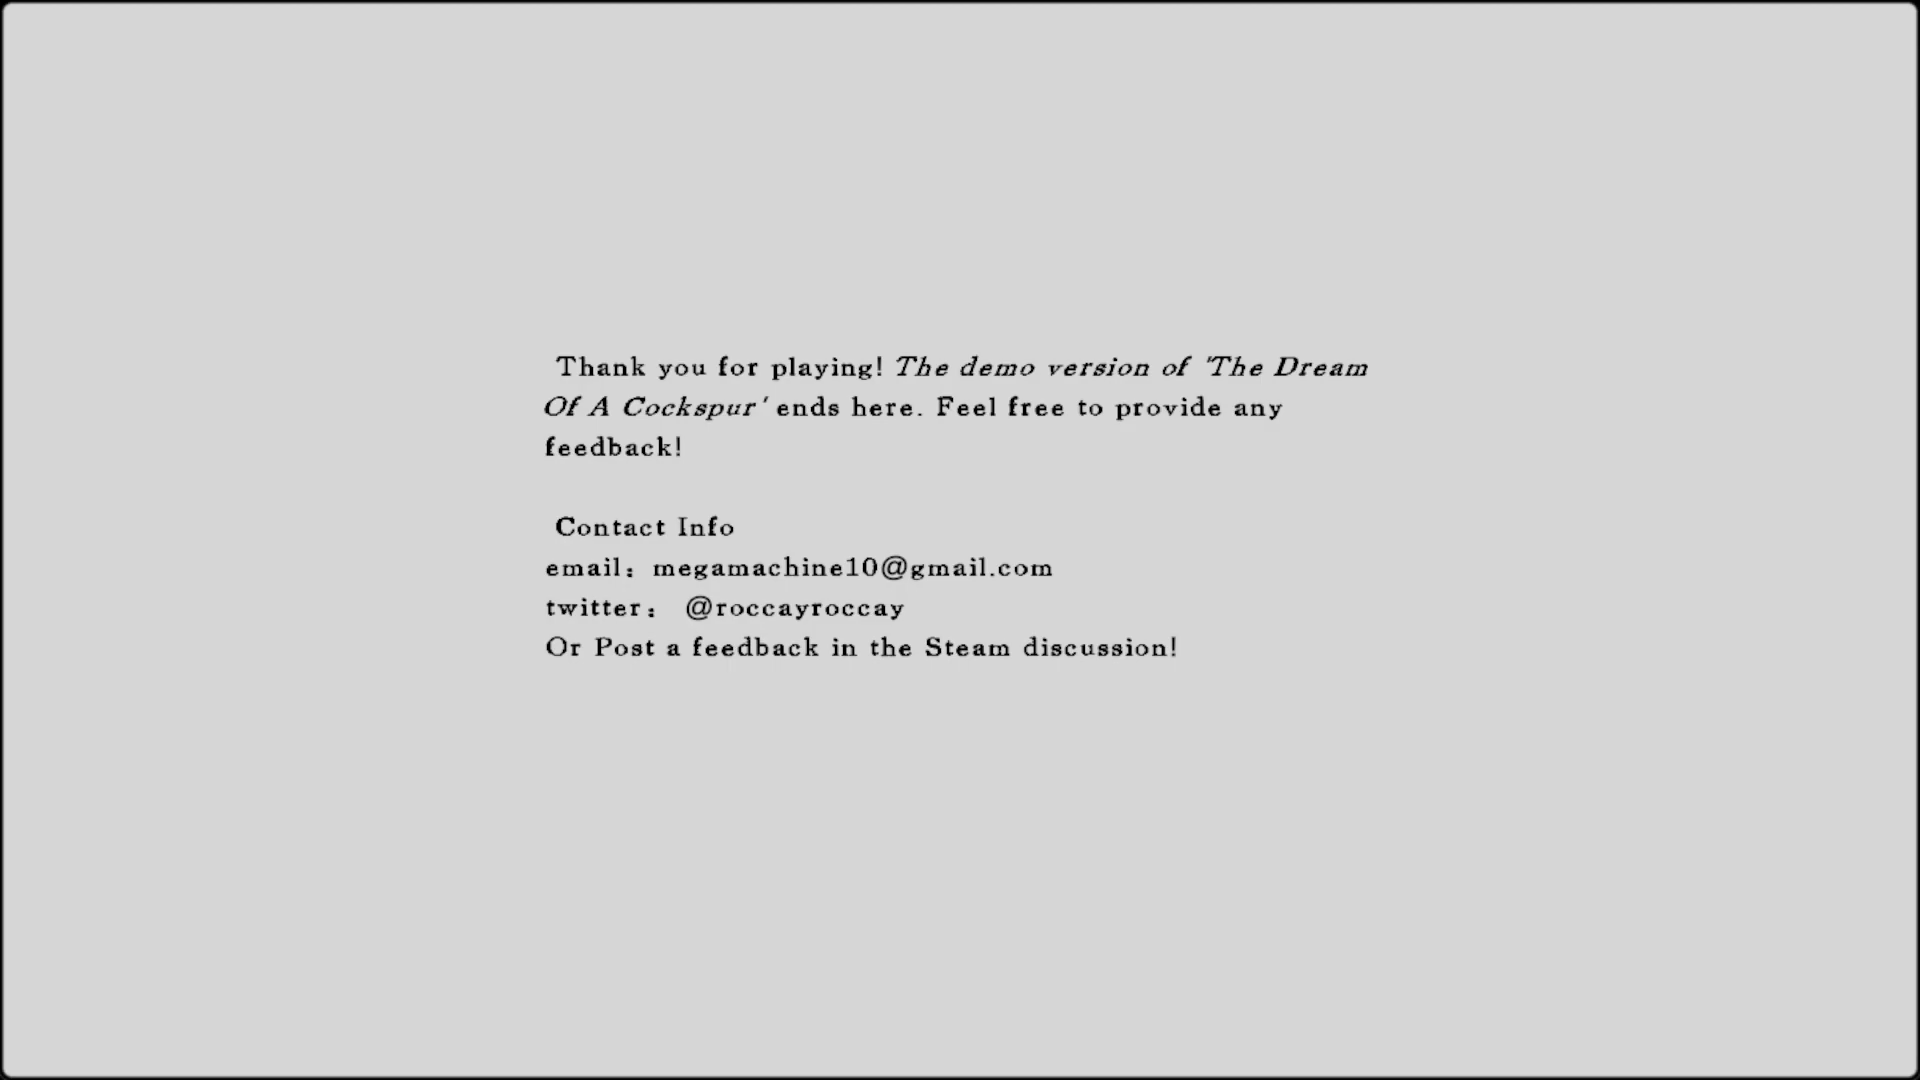 Thank you for playing! The demo version of 'The Dream
Of A Cockspur' ends here. Feel free to provide any
feedback!
Contact Info
email：megamachine10@gmail.com
twitter： @roccayroccay
Or Post a feedback in the Steam discussion!